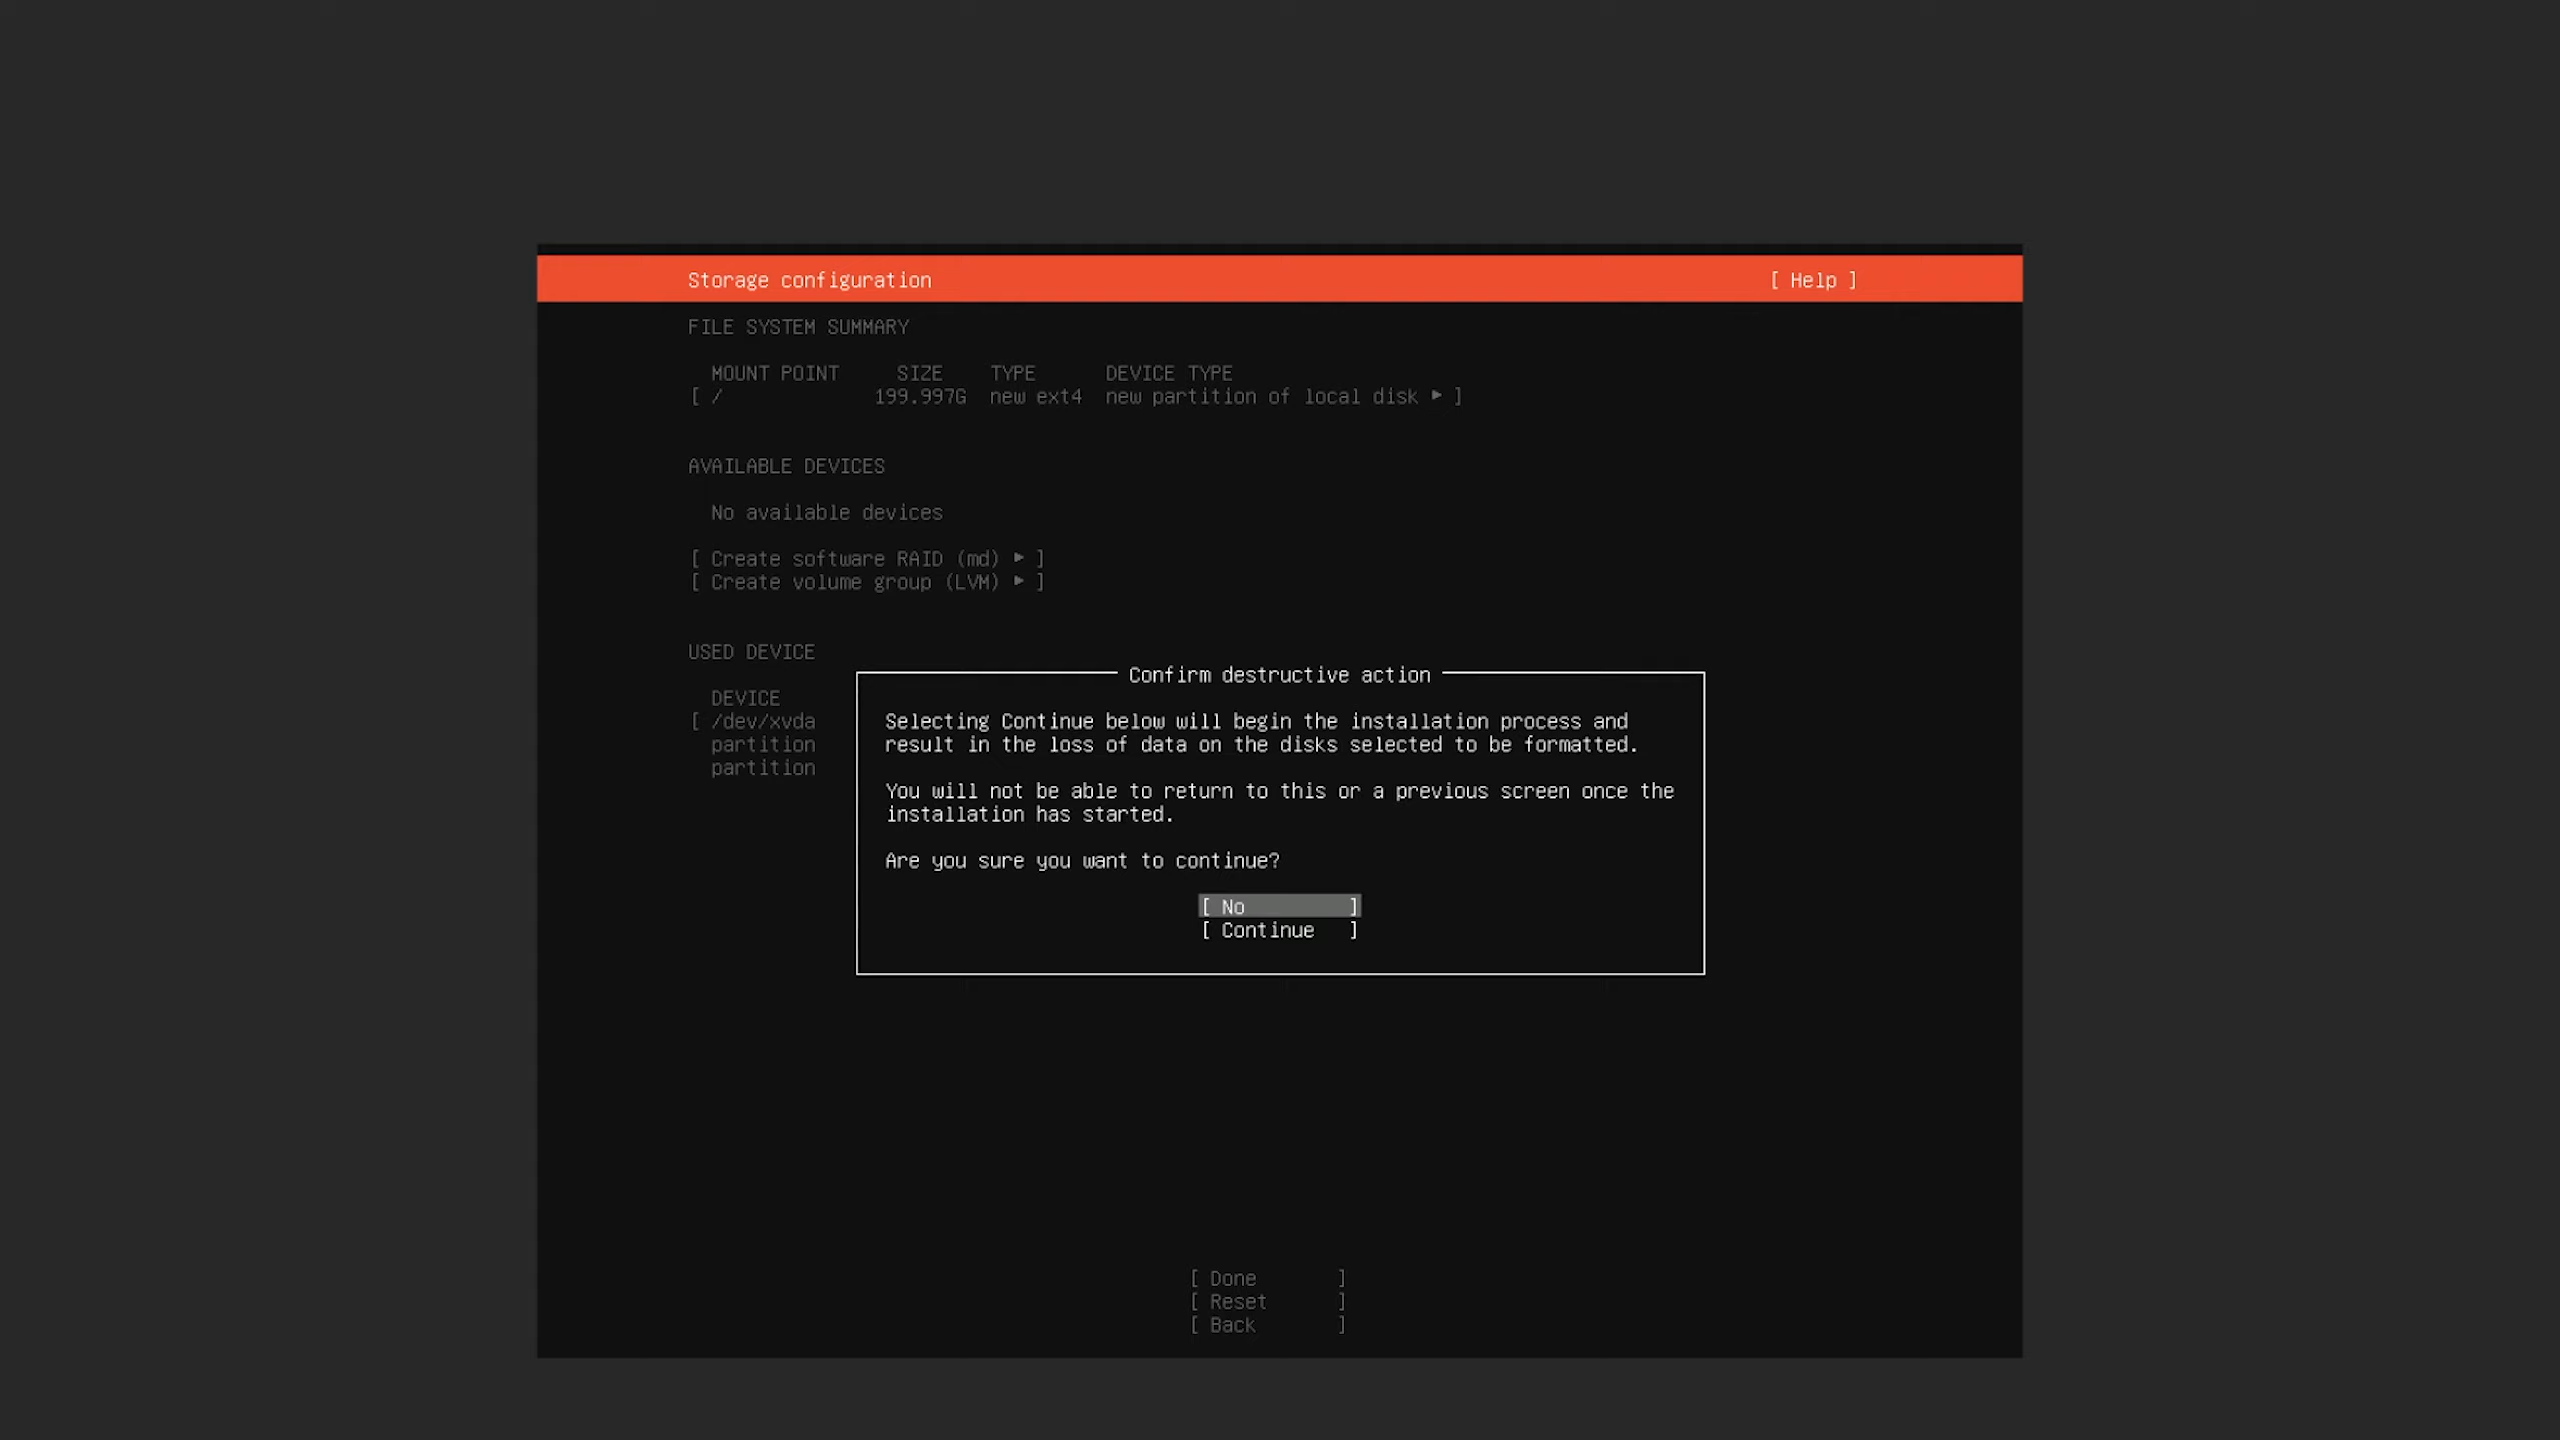 Storage configuration [ Help ]
FILE SYSTEM SUMMARY
MOUNT POINT SIZE TYPE DEVICE TYPE
[ / 199.997G new ext4 new partition of local disk ▸ ]
AVAILABLE DEVICES
No available devices
[ Create software RAID (md) ▸ ]
[ Create volume group (LVM) ▸ ]
USED DEVICE
DEVICE
[ /dev/xvda
partition
partition
Confirm destructive action
Selecting Continue below will begin the installation process and
result in the loss of data on the disks selected to be formatted.
You will not be able to return to this or a previous screen once the
installation has started.
Are you sure you want to continue?
[ No ]
[ Continue ]
[ Done ]
[ Reset ]
[ Back ]